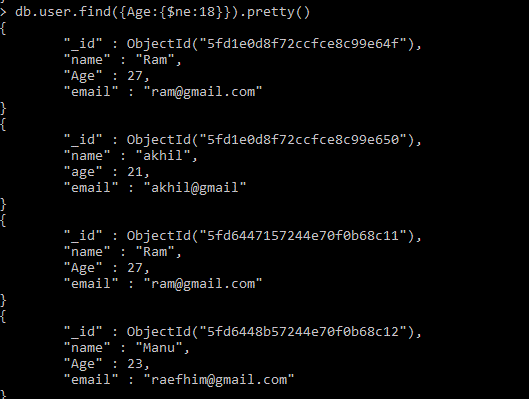 > db.user.find({Age:{$ne:18}}).pretty()
{
        "_id" : ObjectId("5fd1e0d8f72ccfce8c99e64f"),
        "name" : "Ram",
        "Age" : 27,
        "email" : "ram@gmail.com"
}
{
        "_id" : ObjectId("5fd1e0d8f72ccfce8c99e650"),
        "name" : "akhil",
        "age" : 21,
        "email" : "akhil@gmail"
}
{
        "_id" : ObjectId("5fd6447157244e70f0b68c11"),
        "name" : "Ram",
        "Age" : 27,
        "email" : "ram@gmail.com"
}
{
        "_id" : ObjectId("5fd6448b57244e70f0b68c12"),
        "name" : "Manu",
        "Age" : 23,
        "email" : "raefhim@gmail.com"
}